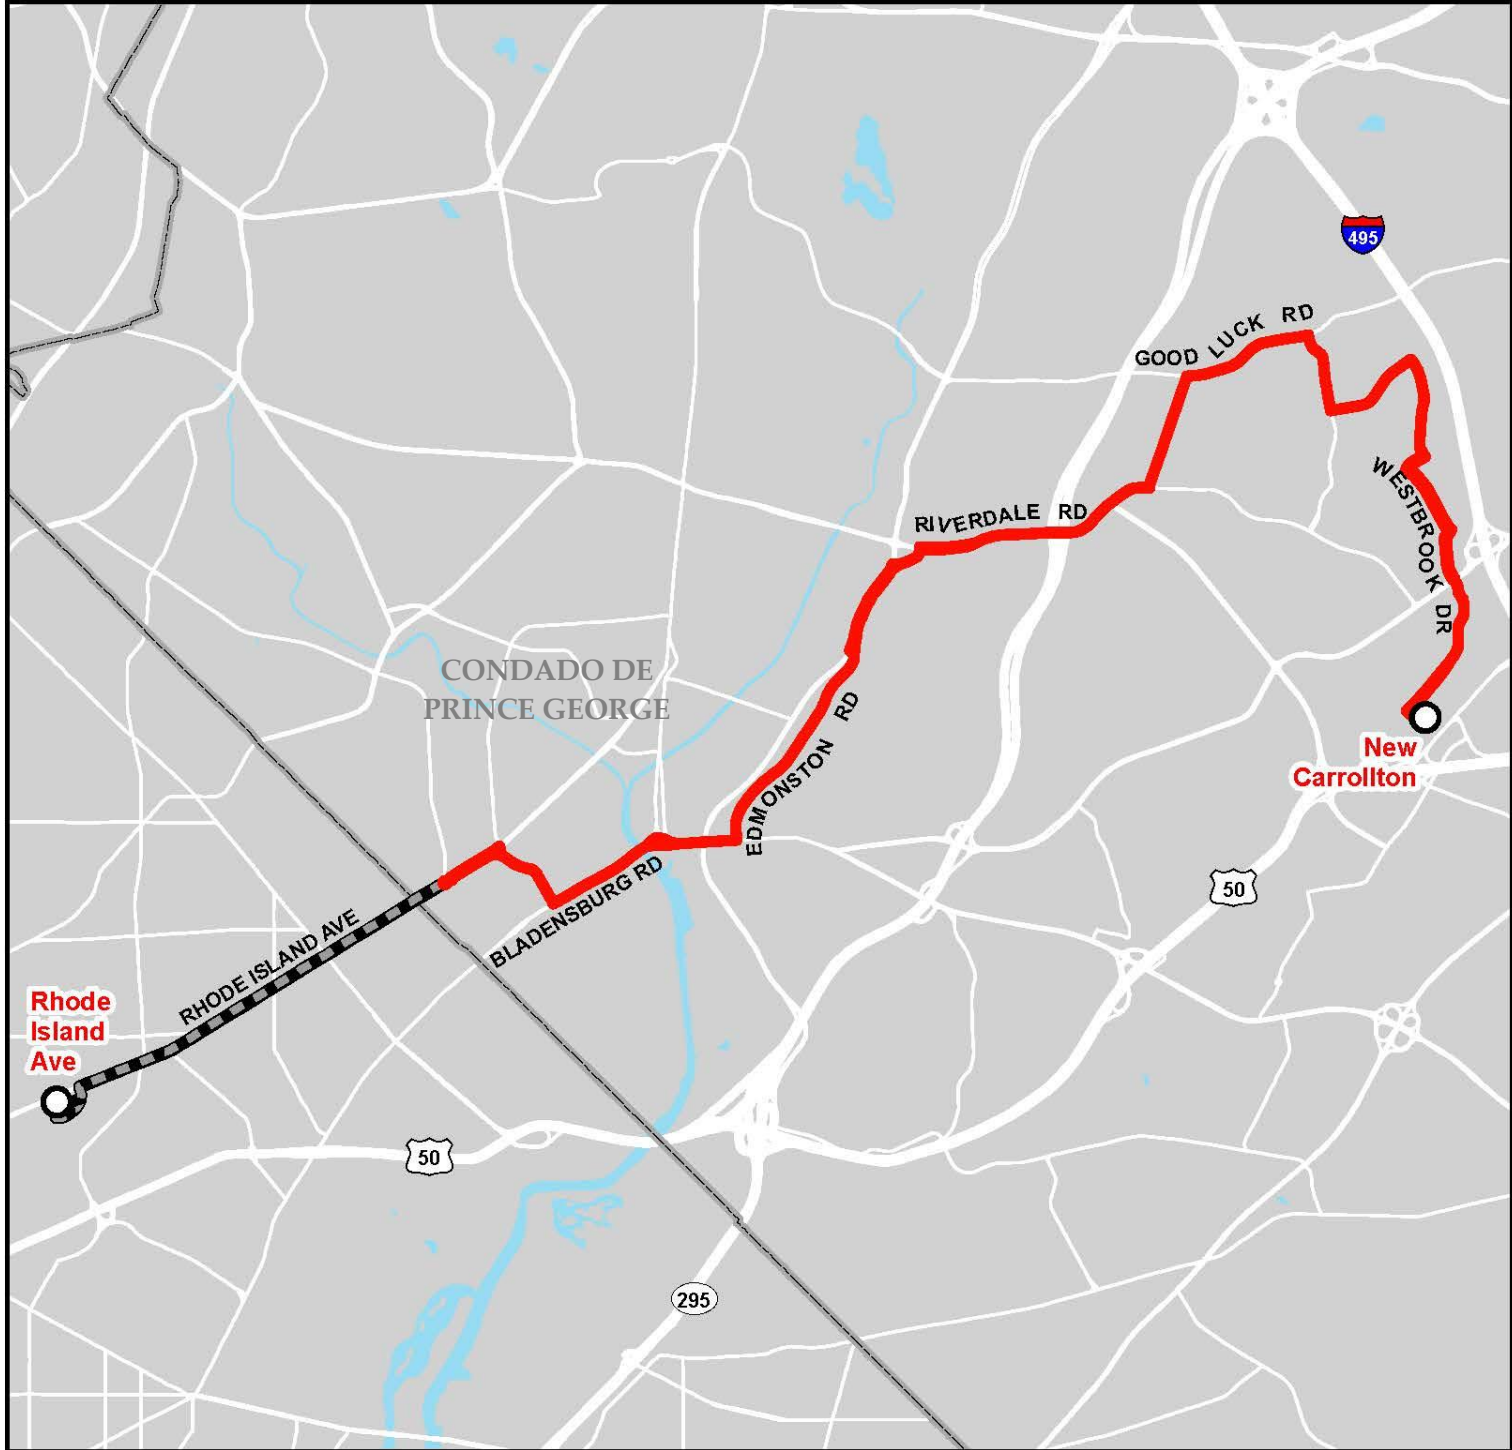 495
GOOD LUCK RD
WESTBROOK DR
RIVERDALE RD
CONDADO DE
PRINCE GEORGE
EDMONSTON RD
New
Carrollton
BLADENSBURG RD
50
RHODE ISLAND AVE
Rhode
Island
Ave
50
295